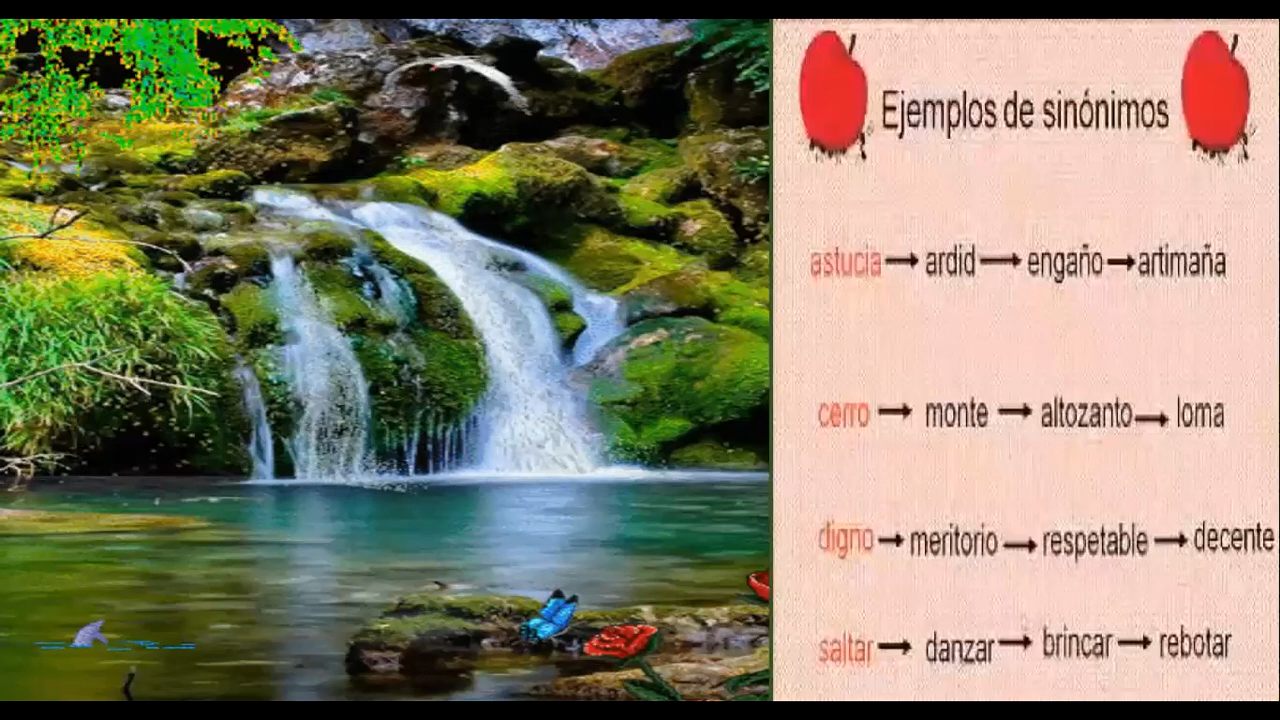 Ejemplos de sinónimos
astucia → ardid → engaño → artimaña
cerro → monte → altozanto → loma
digno → meritorio → respetable → decente
saltar → danzar → brincar → rebotar